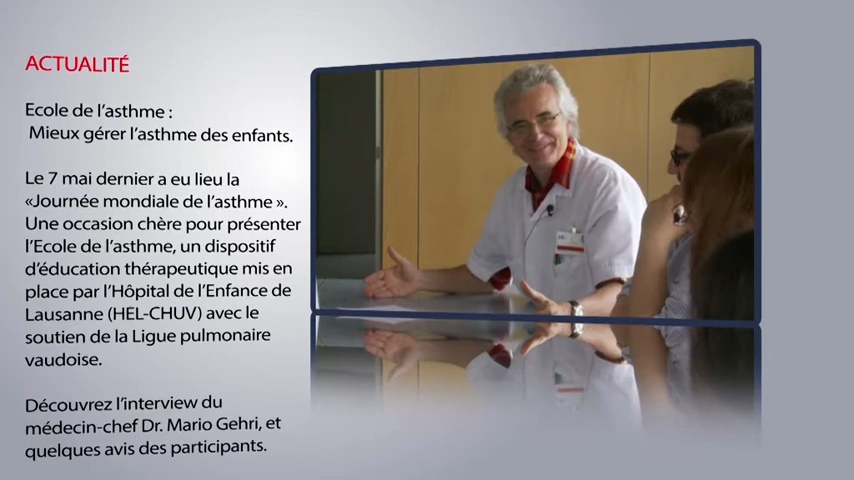 ACTUALITÉ
Ecole de l'asthme :
Mieux gérer l'asthme des enfants.
Le 7 mai dernier a eu lieu la
«Journée mondiale de l'asthme ».
Une occasion chère pour présenter
l'Ecole de l'asthme, un dispositif
d'éducation thérapeutique mis en
place par l'Hôpital de l'Enfance de
Lausanne (HEL-CHUV) avec le
soutien de la Ligue pulmonaire
vaudoise.
Découvrez l'interview du
médecin-chef Dr. Mario Gehri, et
quelques avis des participants.